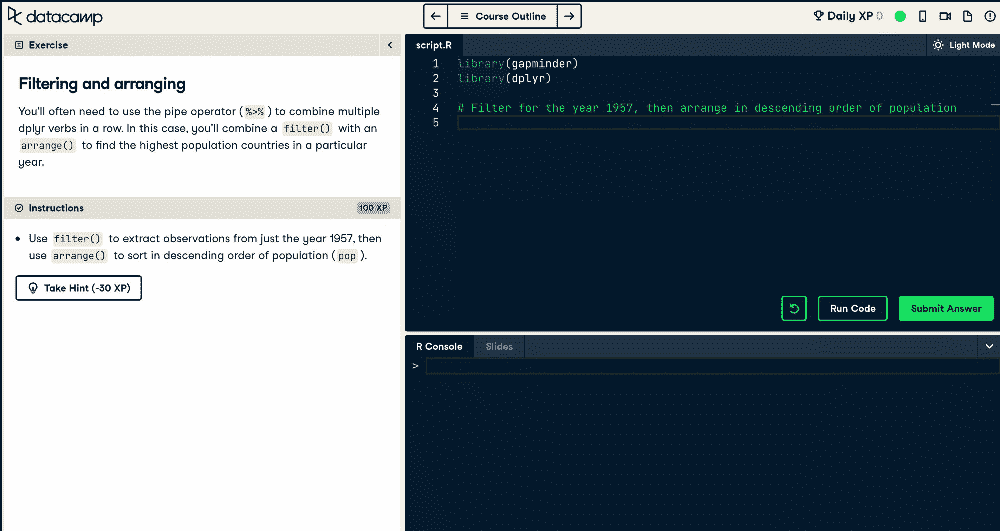 datacamp
Course Outline
Daily XP 0
Exercise
Filtering and arranging
You'll often need to use the pipe operator ( %>% ) to combine multiple
dplyr verbs in a row. In this case, you'll combine a filter() with an
arrange() to find the highest population countries in a particular
year.
Instructions
100 XP
• Use filter() to extract observations from just the year 1957, then
use arrange() to sort in descending order of population ( pop ).
Take Hint (-30 XP)
script.R
Light Mode
1 library(gapminder)
2 library(dplyr)
3
4 # Filter for the year 1957, then arrange in descending order of population
5
Run Code
Submit Answer
R Console
Slides
>